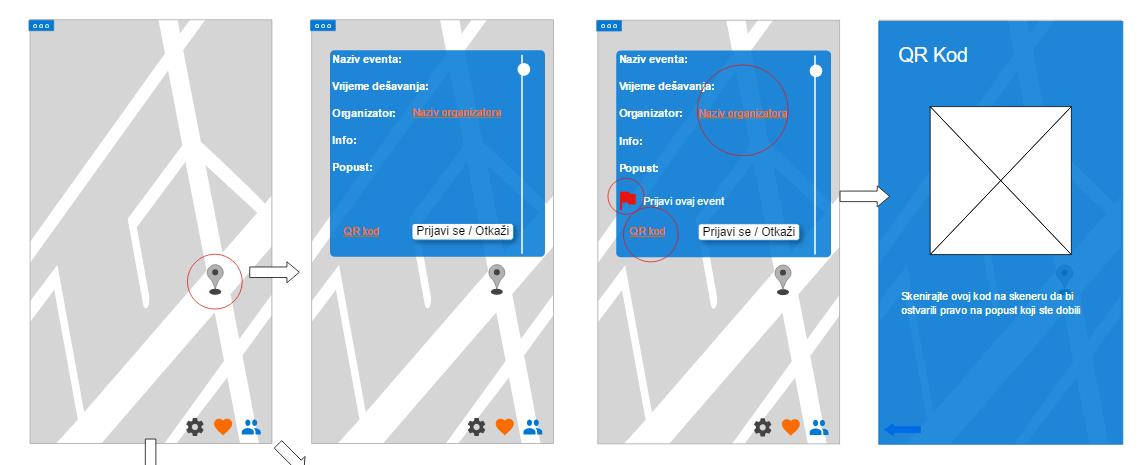 Naziv eventa:
Vrijeme dešavanja:
Organizator: Naziv organizatora
Info:
Popust:
QR kod Prijavi se / Otkaži
Naziv eventa:
Vrijeme dešavanja:
Organizator: Naziv organizatora
Info:
Popust:
Prijavi ovaj event
QR kod Prijavi se / Otkaži
QR Kod
Skenirajte ovoj kod na skeneru da bi
ostvarili pravo na popust koji ste dobili